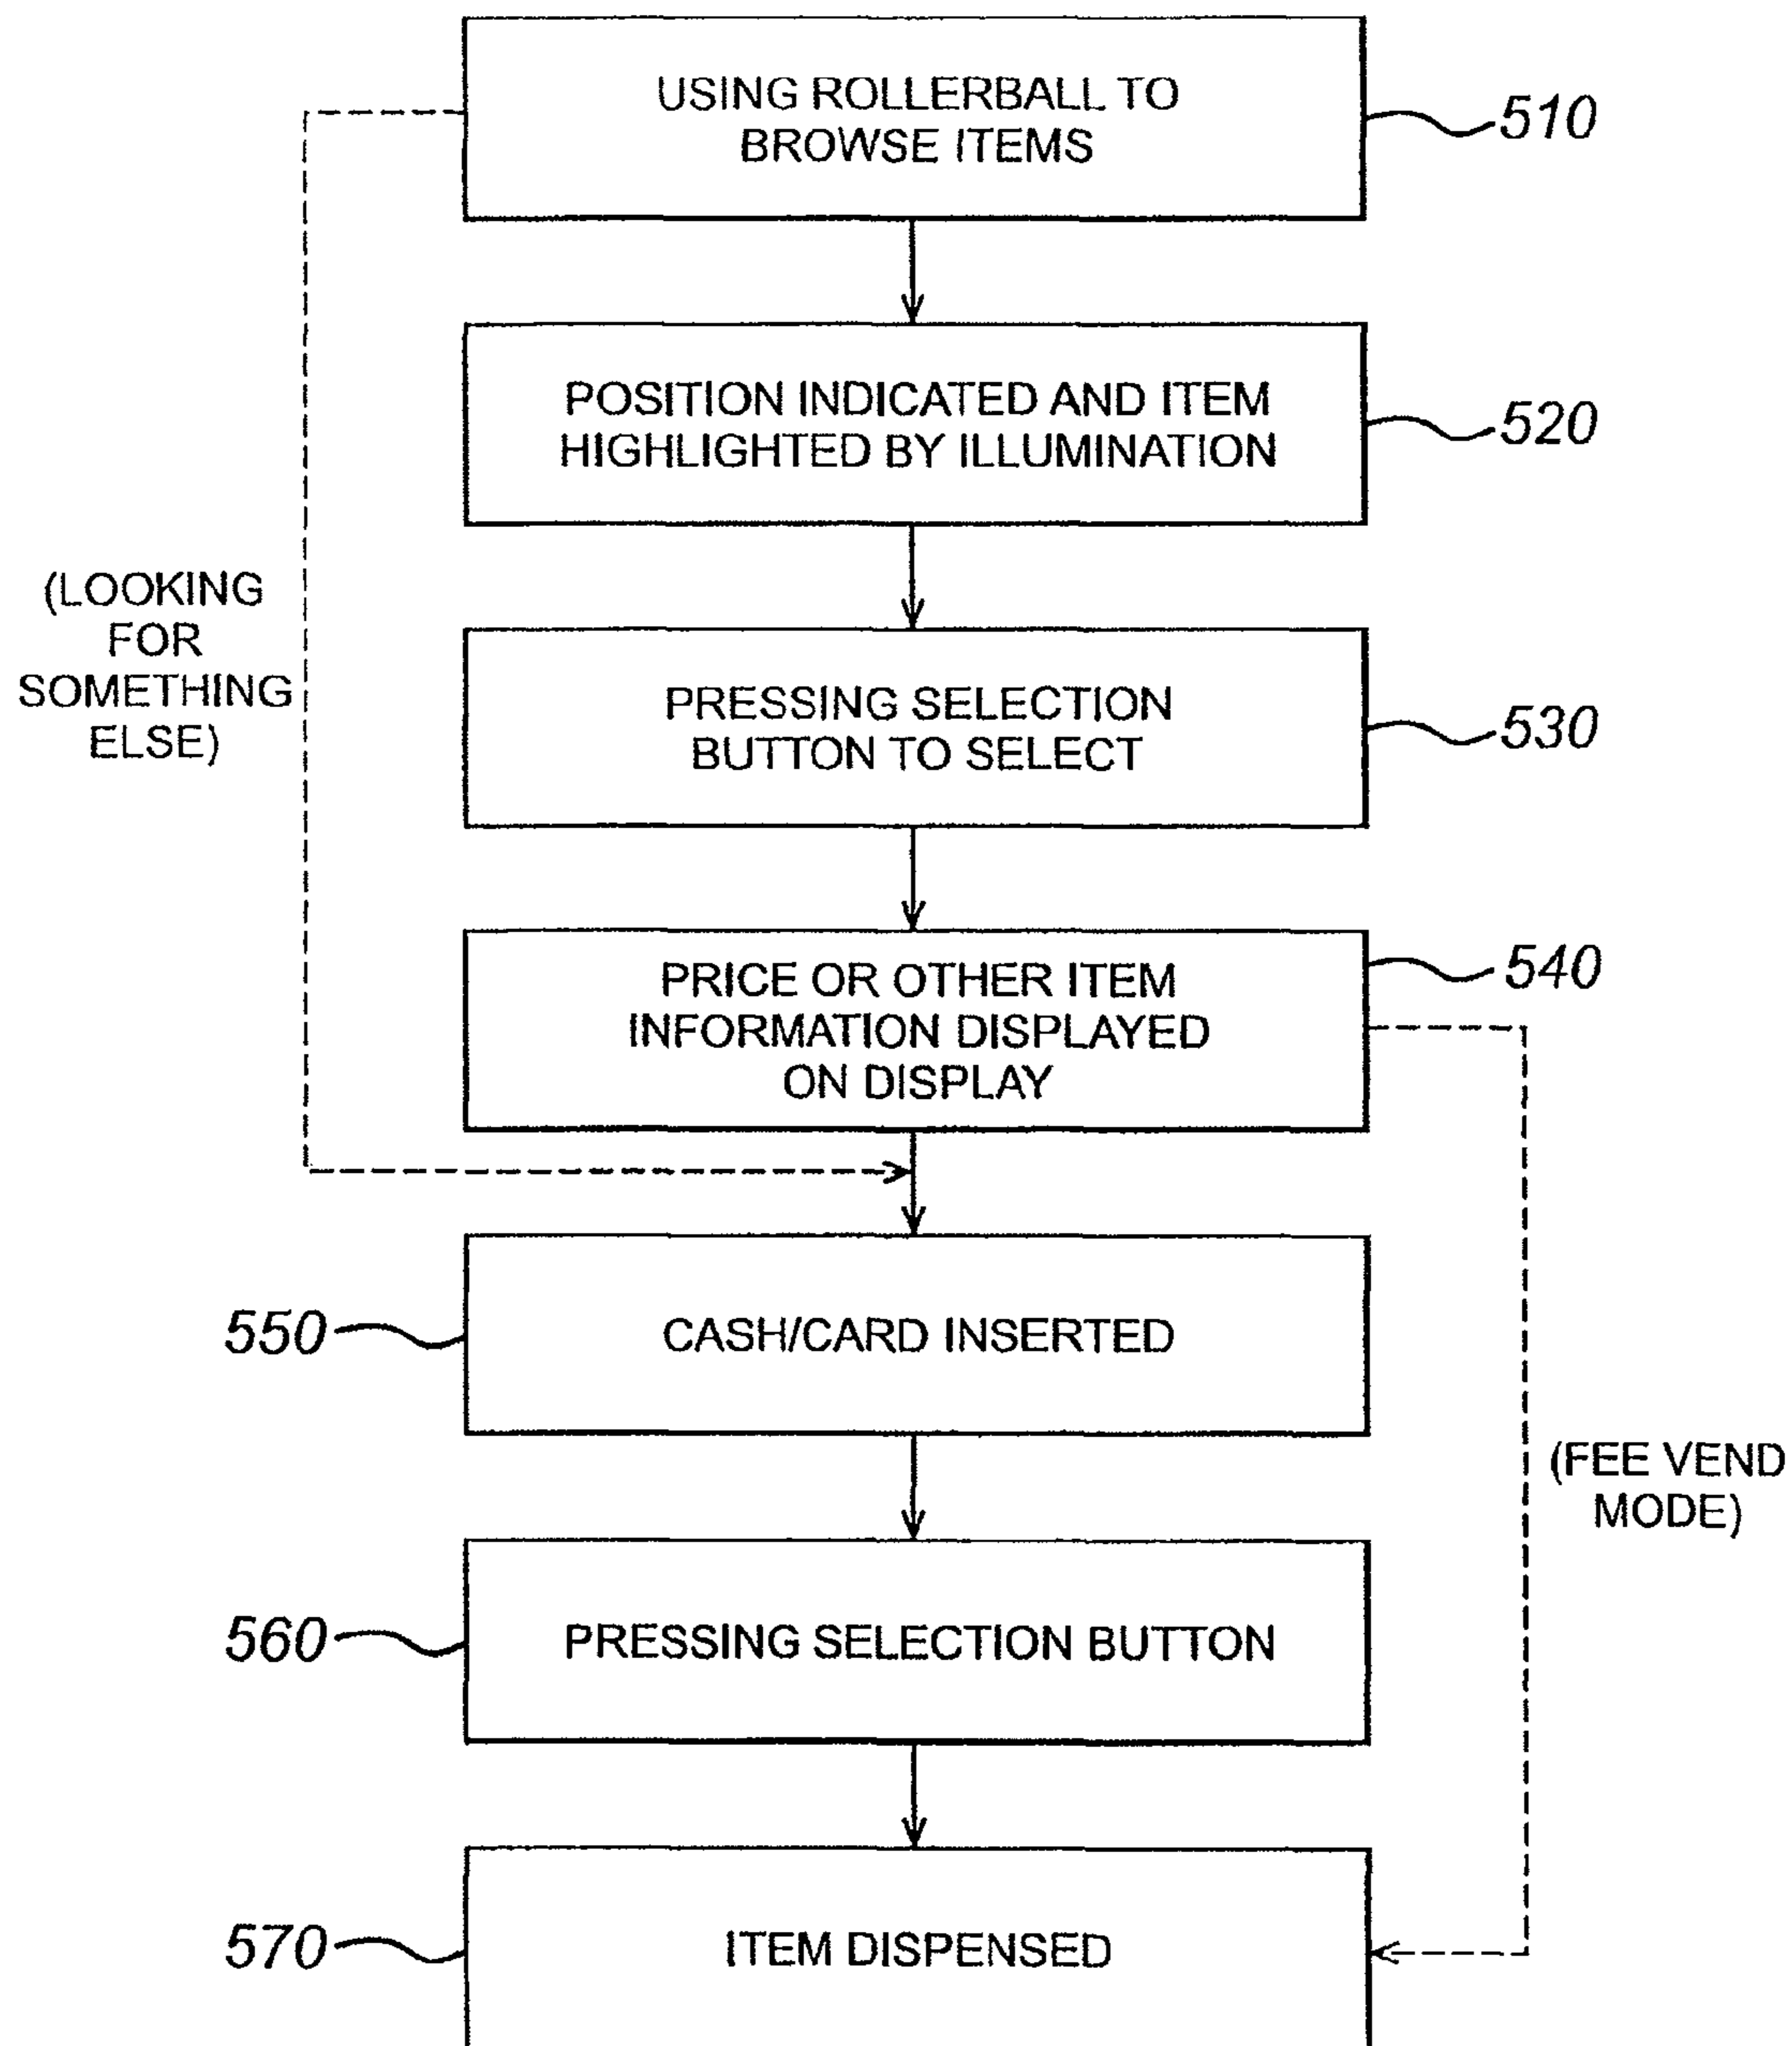 USING ROLLERBALL TO
BROWSE ITEMS
510
POSITION INDICATED AND ITEM
HIGHLIGHTED BY ILLUMINATION
520
(LOOKING
FOR
SOMETHING
ELSE)
PRESSING SELECTION
BUTTON TO SELECT
530
PRICE OR OTHER ITEM
INFORMATION DISPLAYED
ON DISPLAY
540
550
CASH/CARD INSERTED
(FEE VEND
MODE)
560
PRESSING SELECTION BUTTON
570
ITEM DISPENSED